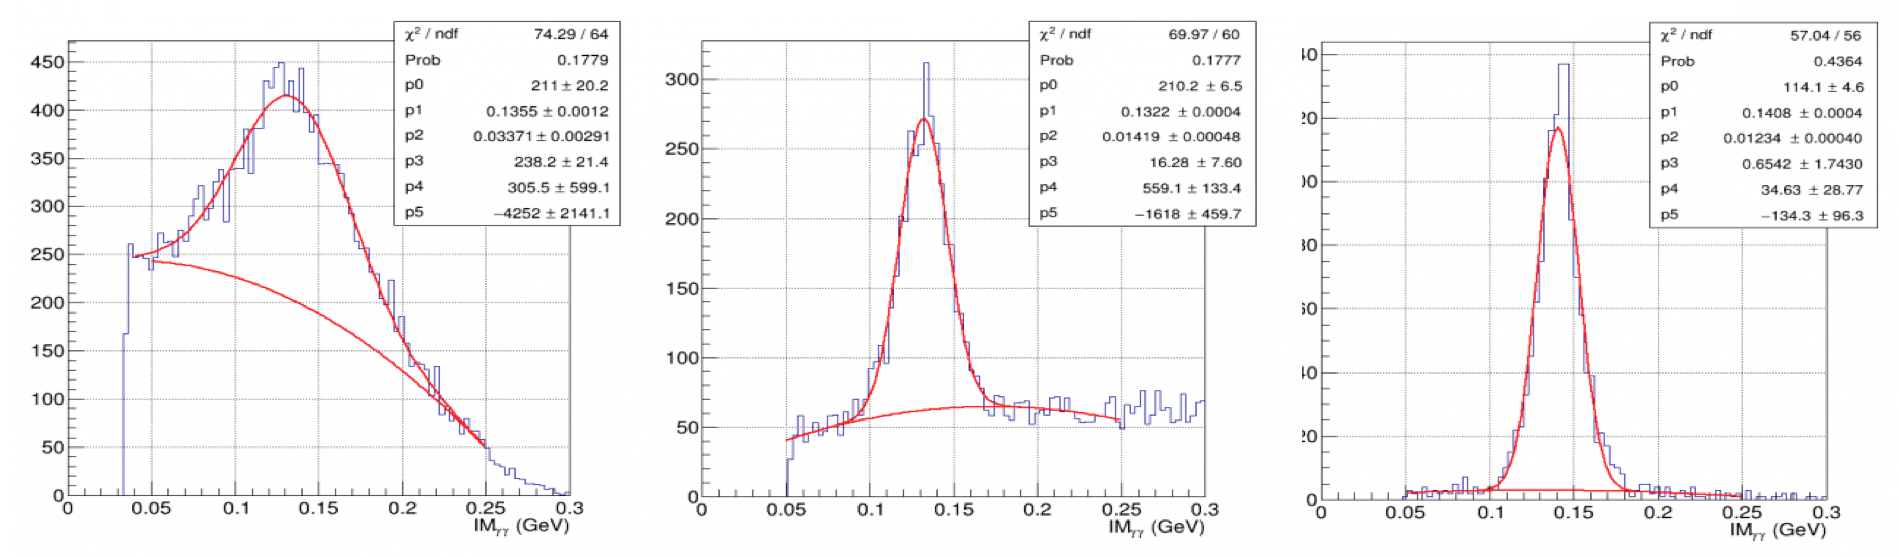 χ² / ndf 74.29 / 64
Prob 0.1779
p0 211 ± 20.2
p1 0.1355 ± 0.0012
p2 0.03371 ± 0.00291
p3 238.2 ± 21.4
p4 305.5 ± 599.1
p5 −4252 ± 2141.1
450
400
350
300
250
200
150
100
50
0
0 0.05 0.1 0.15 0.2 0.25 0.3
IMγγ (GeV)
χ² / ndf 69.97 / 60
Prob 0.1777
p0 210.2 ± 6.5
p1 0.1322 ± 0.0004
p2 0.01419 ± 0.00048
p3 16.28 ± 7.60
p4 559.1 ± 133.4
p5 −1618 ± 459.7
300
250
200
150
100
50
0
0 0.05 0.1 0.15 0.2 0.25 0.3
IMγγ (GeV)
χ² / ndf 57.04 / 56
Prob 0.4364
p0 114.1 ± 4.6
p1 0.1408 ± 0.0004
p2 0.01234 ± 0.00040
p3 0.6542 ± 1.7430
p4 34.63 ± 28.77
p5 −134.3 ± 96.3
40
20
00
80
60
40
20
0
0 0.05 0.1 0.15 0.2 0.25 0.3
IMγγ (GeV)